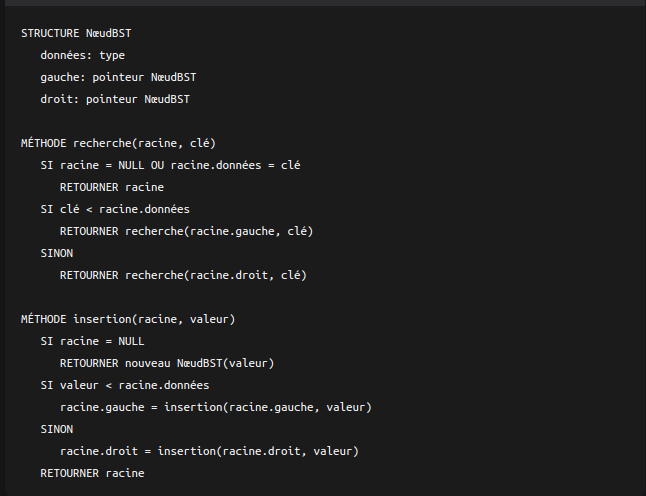 STRUCTURE NœudBST
données: type
gauche: pointeur NœudBST
droit: pointeur NœudBST
MÉTHODE recherche(racine, clé)
SI racine = NULL OU racine.données = clé
RETOURNER racine
SI clé < racine.données
RETOURNER recherche(racine.gauche, clé)
SINON
RETOURNER recherche(racine.droit, clé)
MÉTHODE insertion(racine, valeur)
SI racine = NULL
RETOURNER nouveau NœudBST(valeur)
SI valeur < racine.données
racine.gauche = insertion(racine.gauche, valeur)
SINON
racine.droit = insertion(racine.droit, valeur)
RETOURNER racine